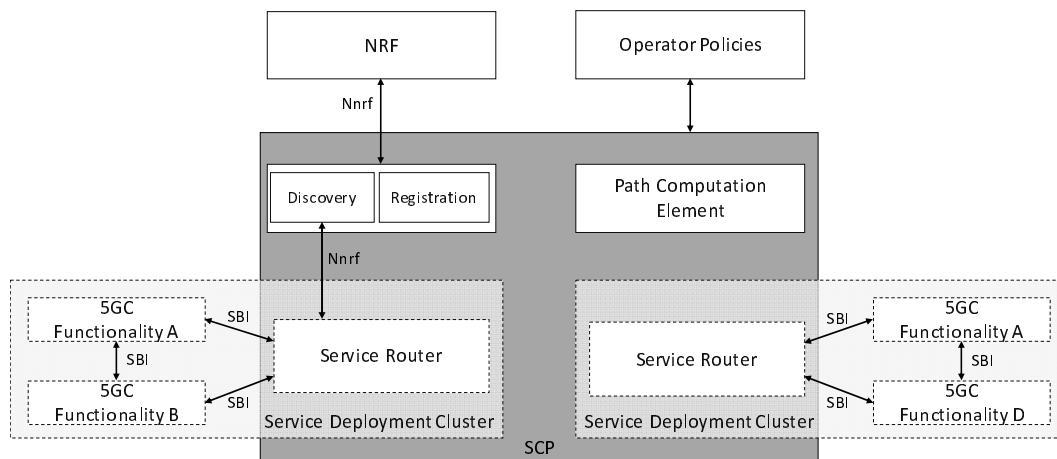 NRF
Operator Policies
Nnrf
Discovery
Registration
Path Computation
Element
Nnrf
5GC
Functionality A
SBI
Service Router
SBI
5GC
Functionality B
SBI
Service Deployment Cluster
Service Router
SBI
5GC
Functionality A
SBI
SBI
5GC
Functionality D
Service Deployment Cluster
SCP